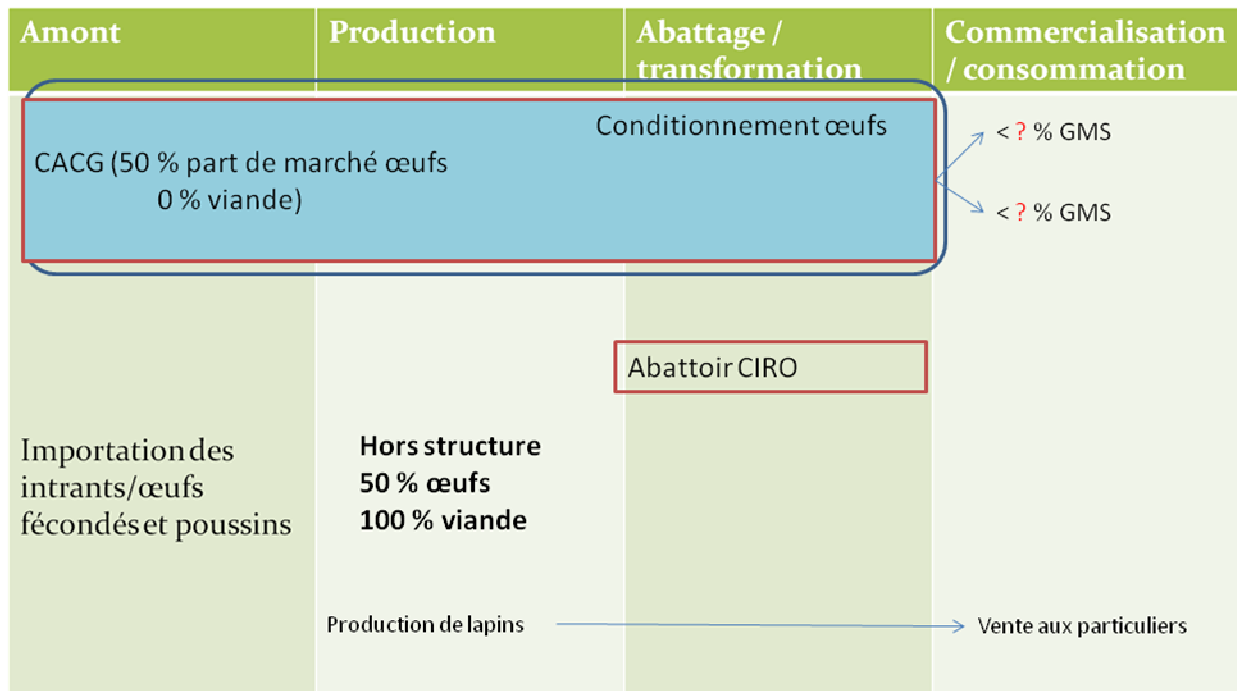 Amont
Production
Abattage /
transformation
Commercialisation
/ consommation
Conditionnement œufs
CACG (50 % part de marché œufs
0 % viande)
< ? % GMS
< ? % GMS
Abattoir CIRO
Importation des
intrants/œufs
fécondés et poussins
Hors structure
50 % œufs
100 % viande
Production de lapins
Vente aux particuliers